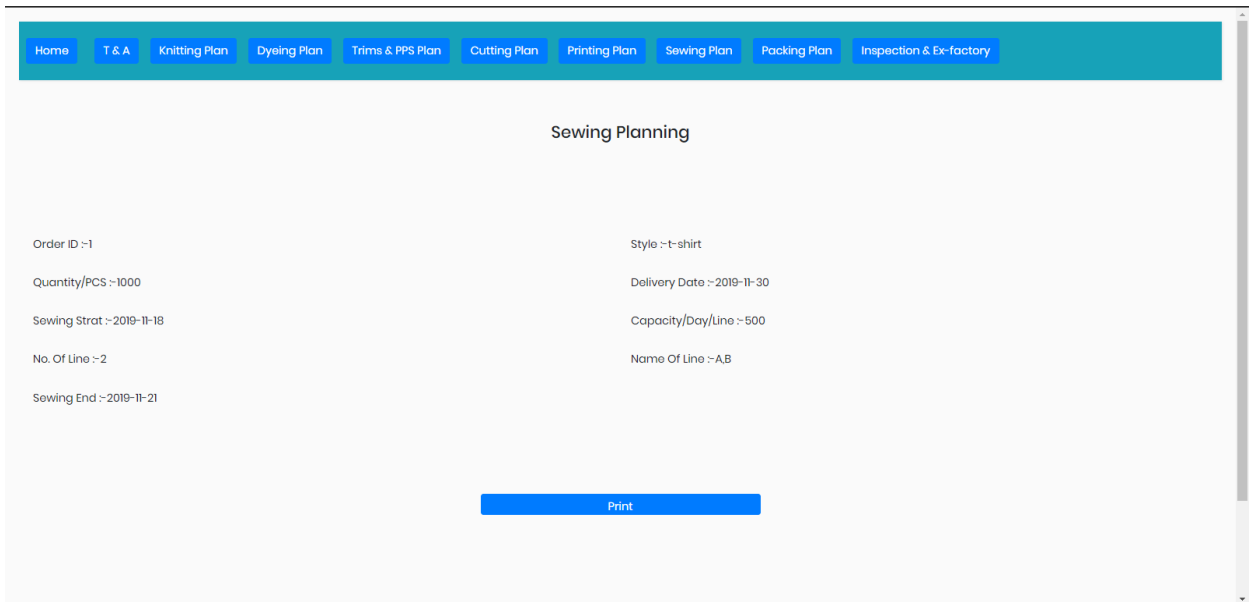 Home T & A Knitting Plan Dyeing Plan Trims & PPS Plan Cutting Plan Printing Plan Sewing Plan Packing Plan Inspection & Ex-factory
Sewing Planning
Order ID :-1 Style :-t-shirt
Quantity/PCS :-1000 Delivery Date :-2019-11-30
Sewing Strat :-2019-11-18 Capacity/Day/Line :-500
No. Of Line :-2 Name Of Line :-A,B
Sewing End :-2019-11-21
Print